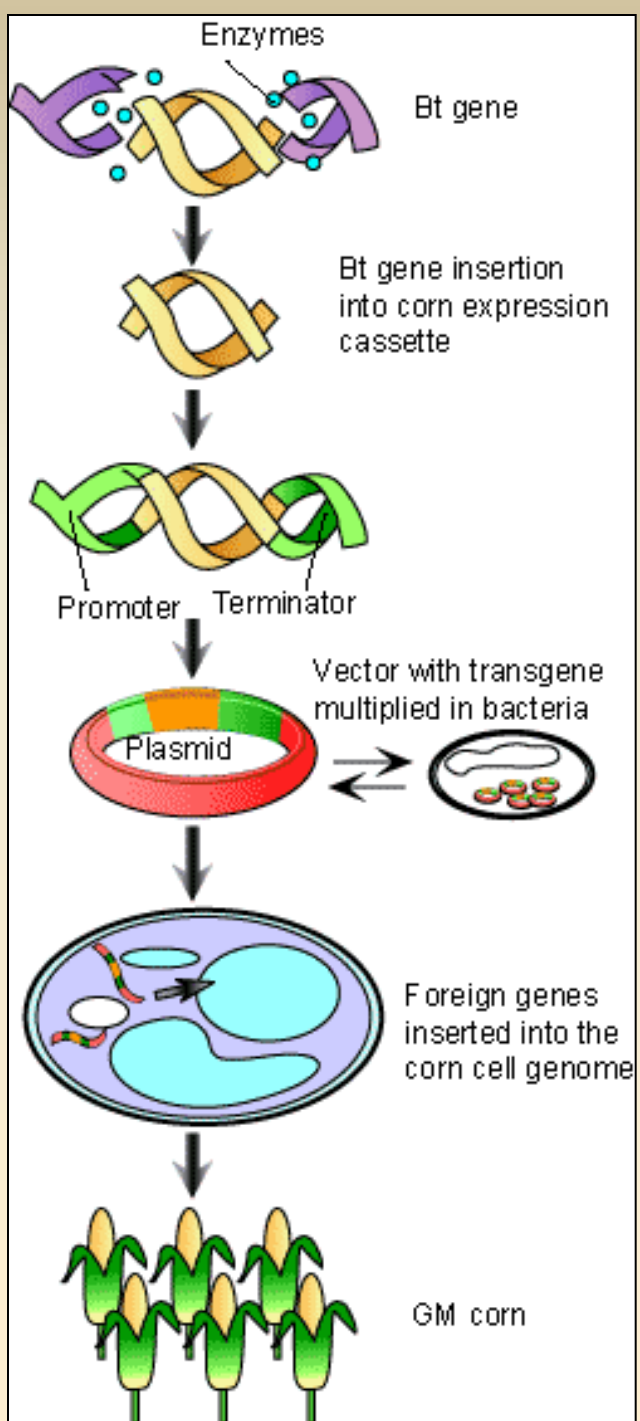 Enzymes
Bt gene
Bt gene insertion
into corn expression
cassette
Promoter
Terminator
Vector with transgene
multiplied in bacteria
Plasmid
Foreign genes
inserted into the
corn cell genome
GM corn